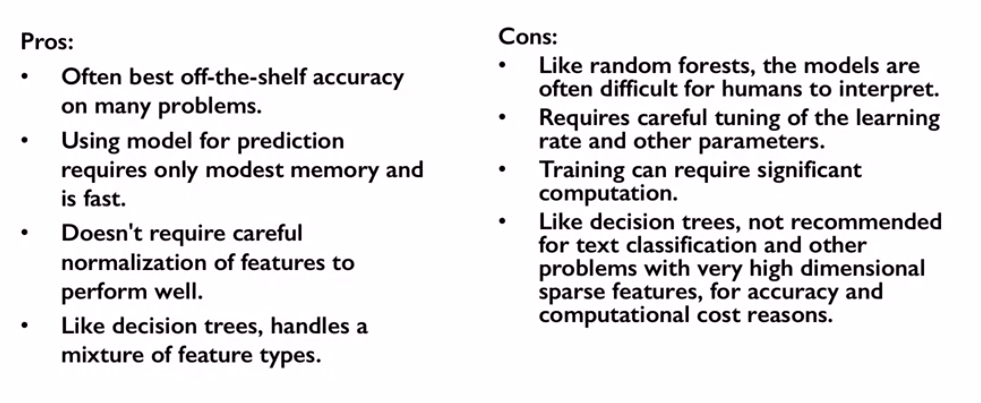 Pros:
• Often best off-the-shelf accuracy
on many problems.
• Using model for prediction
requires only modest memory and
is fast.
• Doesn't require careful
normalization of features to
perform well.
• Like decision trees, handles a
mixture of feature types.
Cons:
• Like random forests, the models are
often difficult for humans to interpret.
• Requires careful tuning of the learning
rate and other parameters.
• Training can require significant
computation.
• Like decision trees, not recommended
for text classification and other
problems with very high dimensional
sparse features, for accuracy and
computational cost reasons.